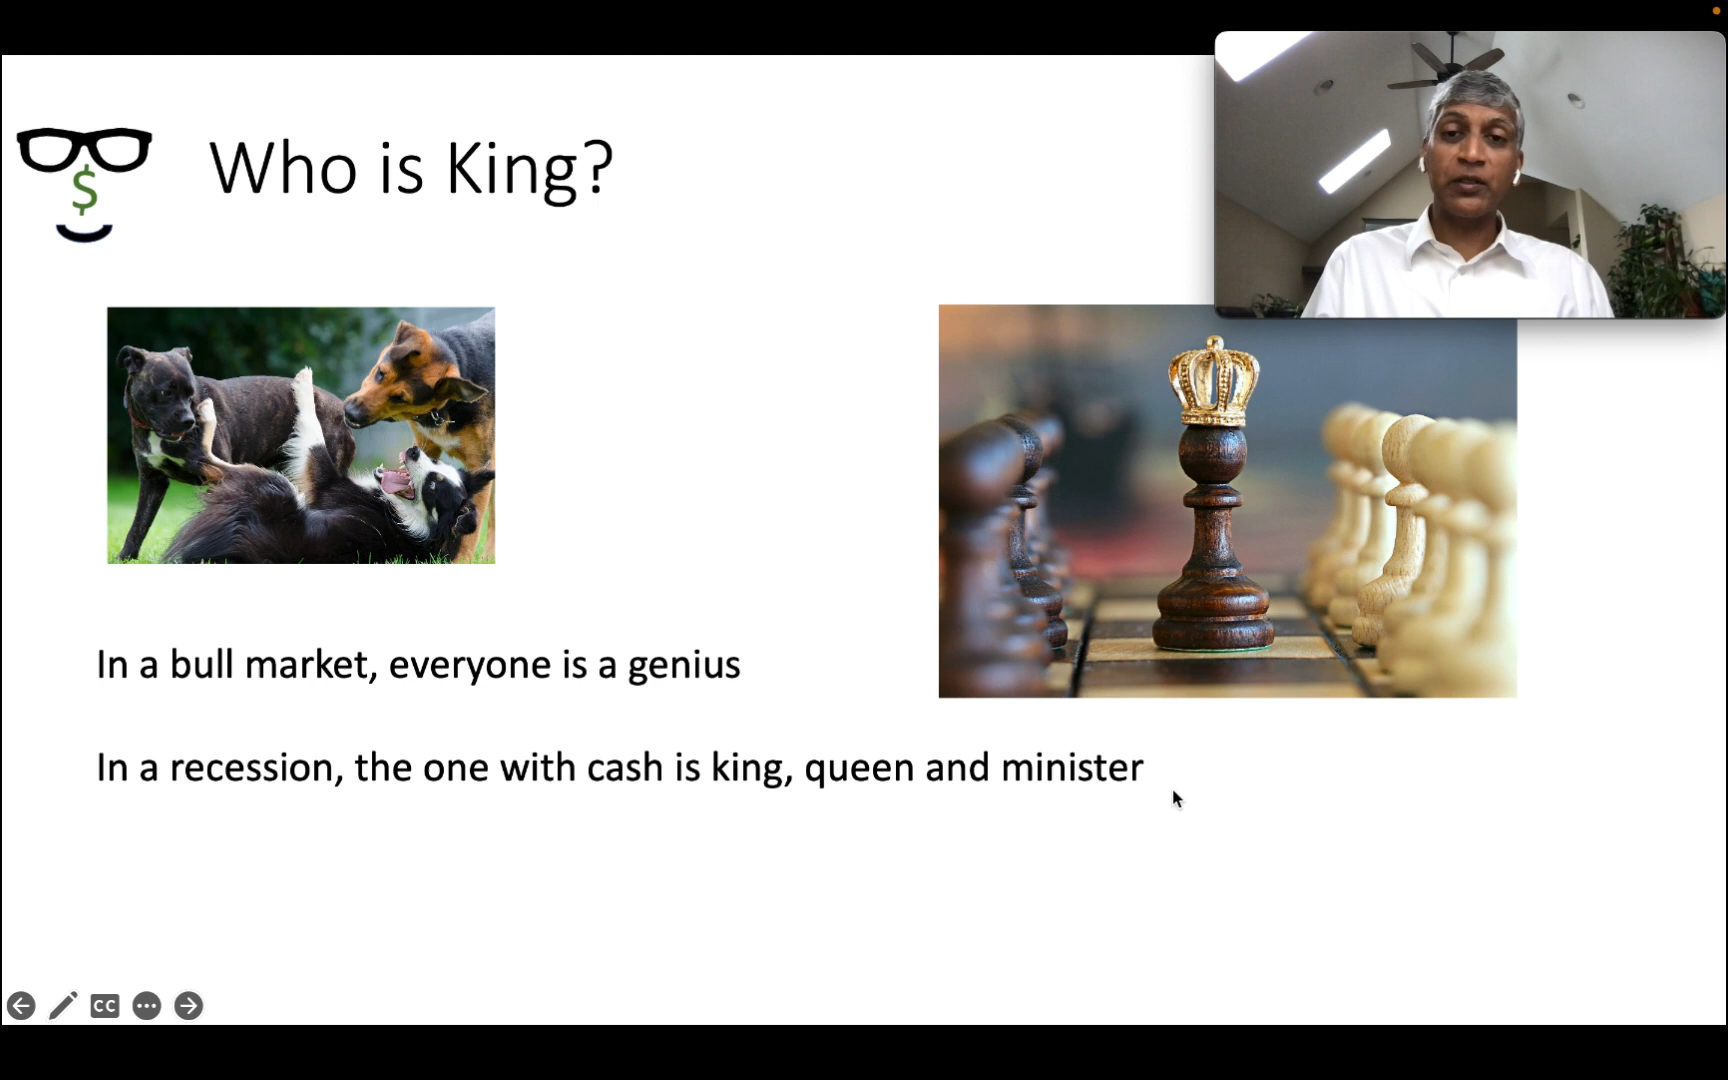 $
Who is King?
In a bull market, everyone is a genius
In a recession, the one with cash is king, queen and minister
CC